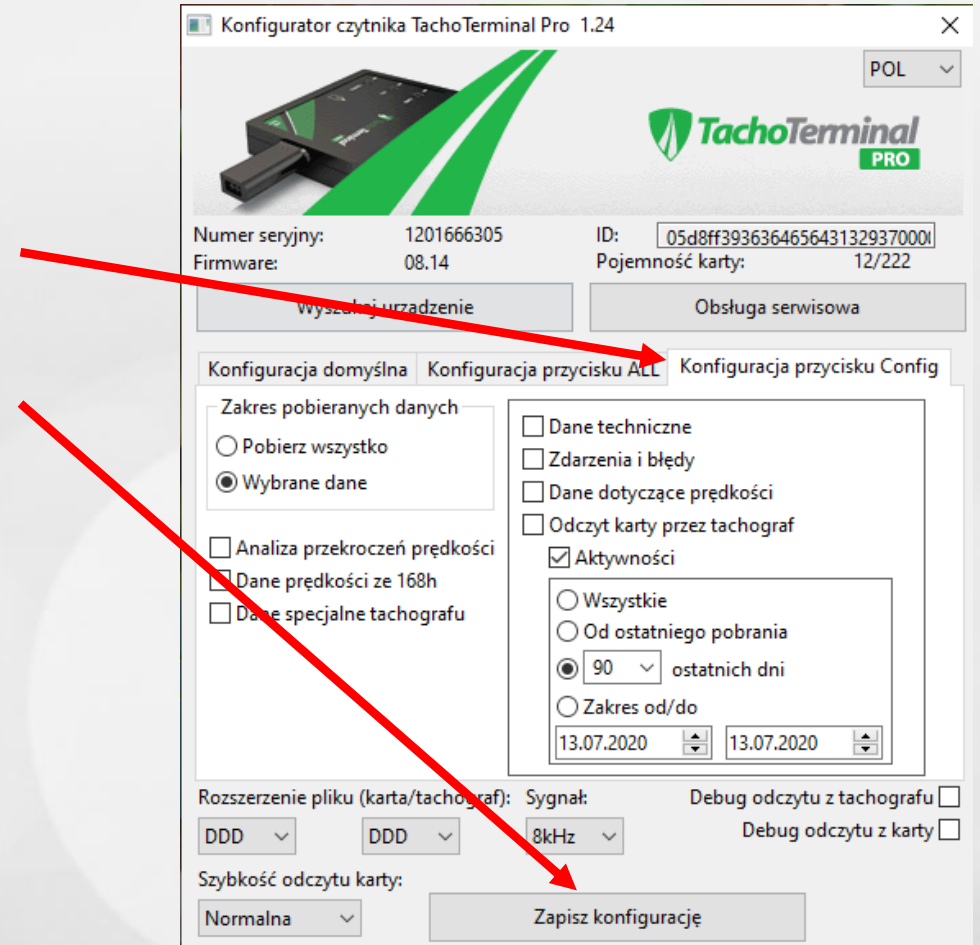 Konfigurator czytnika TachoTerminal Pro 1.24
POL
TachoTerminal
PRO
Numer seryjny: 1201666305 ID: 05d8ff3936364656431329370000
Firmware: 08.14 Pojemność karty: 12/222
Wyszukaj urządzenie Obsługa serwisowa
Konfiguracja domyślna Konfiguracja przycisku ALL Konfiguracja przycisku Config
Zakres pobieranych danych
Pobierz wszystko
Wybrane dane
Analiza przekroczeń prędkości
Dane prędkości ze 168h
Dane specjalne tachografu
Dane techniczne
Zdarzenia i błędy
Dane dotyczące prędkości
Odczyt karty przez tachograf
Aktywności
Wszystkie
Od ostatniego pobrania
90 ostatnich dni
Zakres od/do
13.07.2020 13.07.2020
Rozszerzenie pliku (karta/tachograf): Sygnał: Debug odczytu z tachografu
DDD DDD 8kHz Debug odczytu z karty
Szybkość odczytu karty:
Normalna Zapisz konfigurację